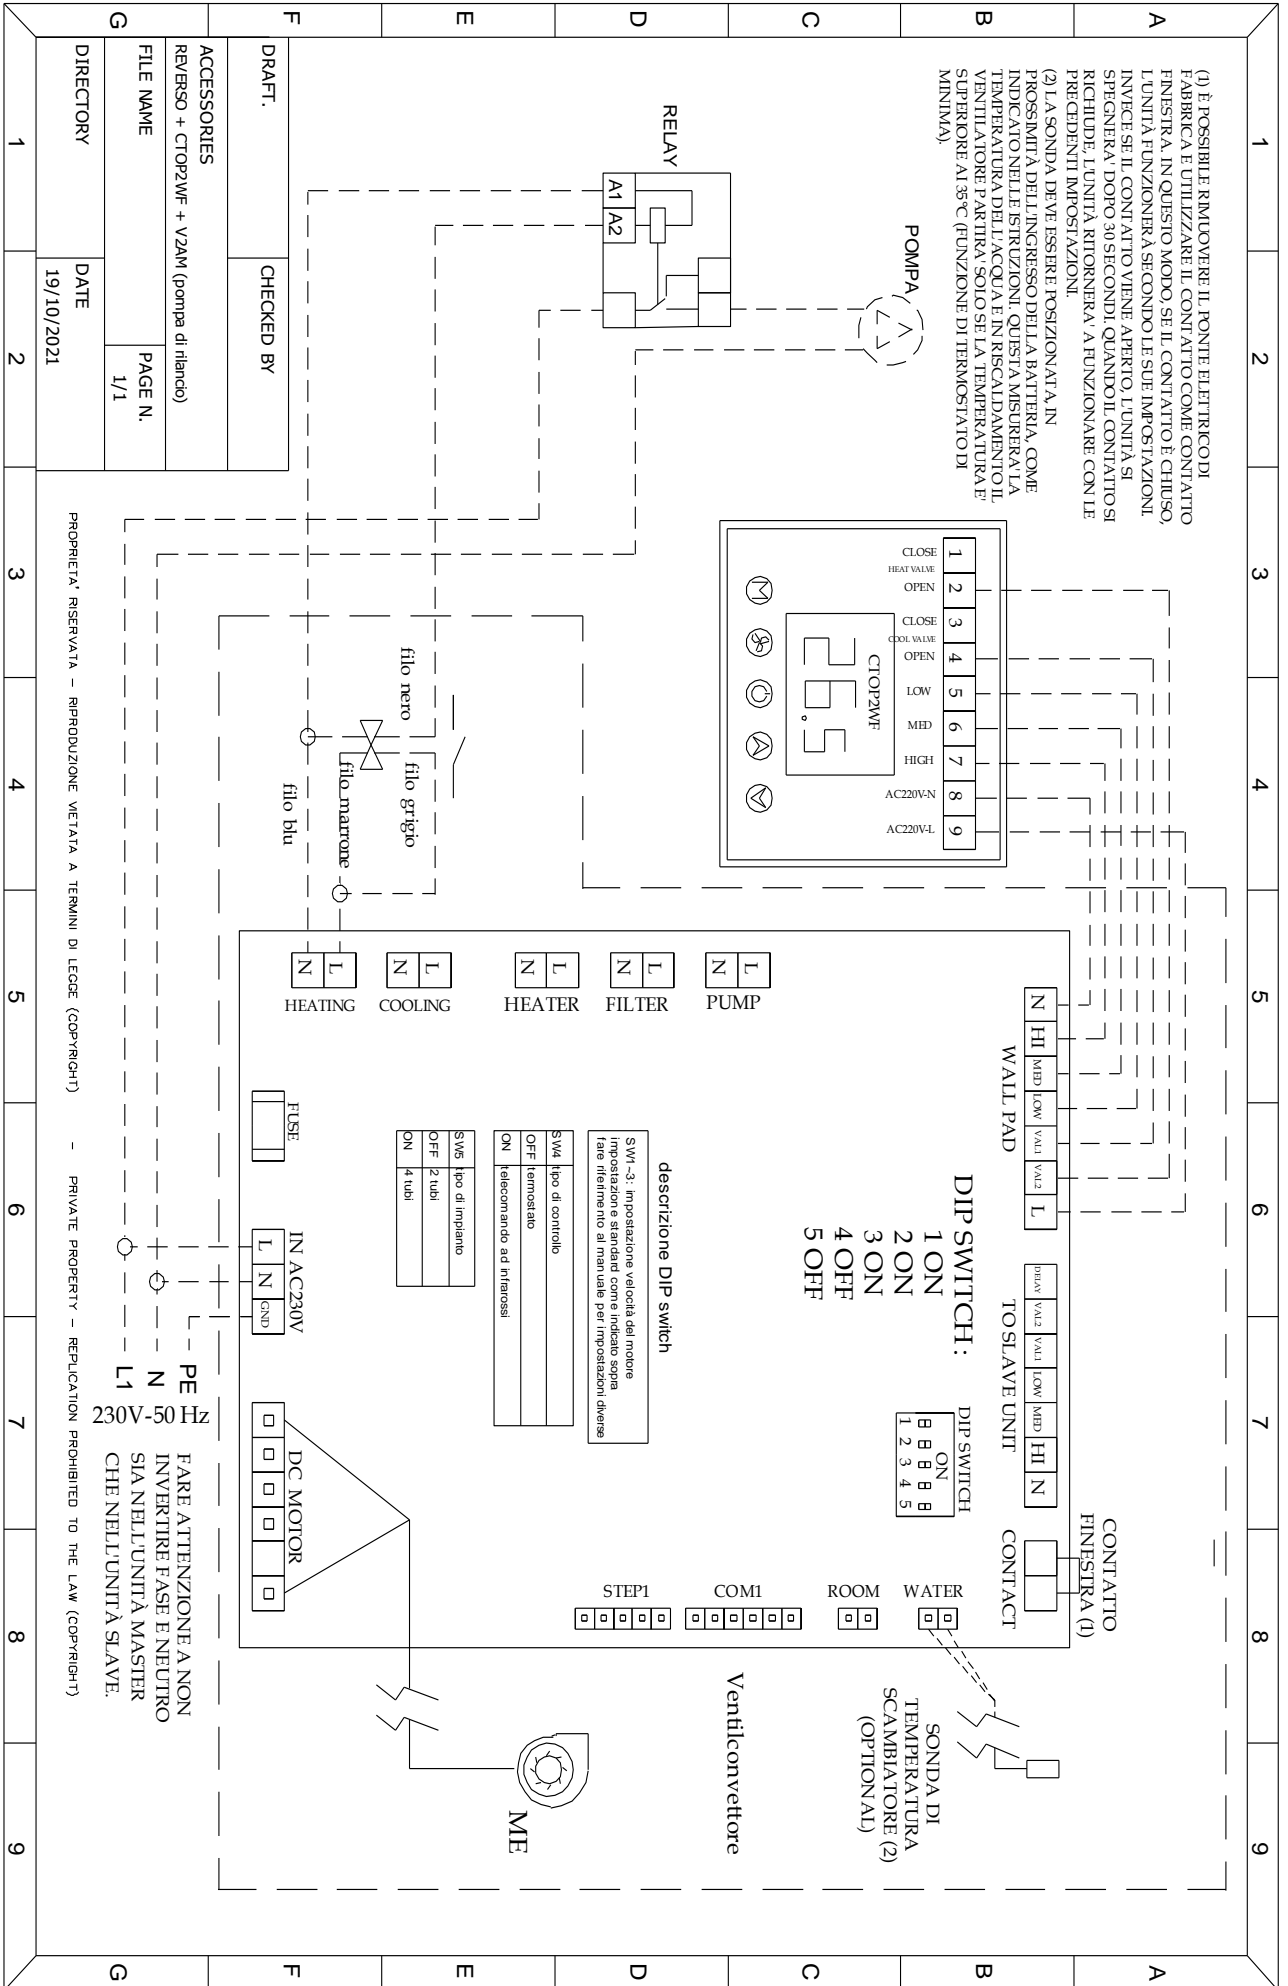 A
B
C
D
E
F
G
1
2
3
4
5
6
7
8
9
(1) È POSSIBILE RIMUOVERE IL PONTE ELETTRICO DI
FABBRICA E UTILIZZARE IL CONTATTO COME CONTATTO
FINESTRA. IN QUESTO MODO, SE IL CONTATTO È CHIUSO,
L'UNITÀ FUNZIONERÀ SECONDO LE SUE IMPOSTAZIONI.
INVECE SE IL CONTATTO VIENE APERTO, L'UNITÀ SI
SPEGNERA' DOPO 30 SECONDI. QUANDO IL CONTATTO SI
RICHIUDE, L'UNITÀ RITORNERA' A FUNZIONARE CON LE
PRECEDENTI IMPOSTAZIONI.
(2) LA SONDA DEVE ESSERE POSIZIONATA, IN
PROSSIMITÀ DELL'INGRESSO DELLA BATTERIA, COME
INDICATO NELLE ISTRUZIONI. QUESTA MISURERA' LA
TEMPERATURA DELL'ACQUA E IN RISCALDAMENTO IL
VENTILATORE PARTIRA' SOLO SE LA TEMPERATURA E'
SUPERIORE AI 35°C (FUNZIONE DI TERMOSTATO DI
MINIMA).
POMPA
RELAY
A1
A2
1 2 3 4 5 6 7 8 9
CLOSE
HEAT VALVE
OPEN
CLOSE
COOL VALVE
OPEN
LOW
MED
HIGH
AC220V-N
AC220V-L
CTOP2WF
26.5
M
N HI MED LOW VAL1 VAL2 L
WALL PAD
DELAY VAL2 VAL1 LOW MED HI N
TO SLAVE UNIT
CONTATTO
FINESTRA (1)
CONTACT
DIP SWITCH :
1 ON
2 ON
3 ON
4 OFF
5 OFF
DIP SWITCH
ON
1 2 3 4 5
WATER
ROOM
COM1
STEP1
SONDA DI
TEMPERATURA
SCAMBIATORE (2)
(OPTIONAL)
Ventilconvettore
ME
L
N
PUMP
L
N
FILTER
L
N
HEATER
L
N
COOLING
L
N
HEATING
descrizione DIP switch
SW1~3: impostazione velocità del motore
impostazione standard come indicato sopra
fare riferimento al manuale per impostazioni diverse
SW4 tipo di controllo
OFF termostato
ON telecomando ad infrarossi
SW5 tipo di impianto
OFF 2 tubi
ON 4 tubi
filo nero
filo grigio
filo marrone
filo blu
FUSE
IN AC230V
L N GND
DC MOTOR
PE
N
L1
230V-50 Hz
FARE ATTENZIONE A NON
INVERTIRE FASE E NEUTRO
SIA NELL'UNITÀ MASTER
CHE NELL'UNITÀ SLAVE.
DRAFT.
CHECKED BY
ACCESSORIES
REVERSO + CTOP2WF + V2AM (pompa di rilancio)
FILE NAME
PAGE N.
1/1
DIRECTORY
DATE
19/10/2021
PROPRIETA' RISERVATA - RIPRODUZIONE VIETATA A TERMINI DI LEGGE (COPYRIGHT) - PRIVATE PROPERTY - REPLICATION PROHIBITED TO THE LAW (COPYRIGHT)
1
2
3
4
5
6
7
8
9
A
B
C
D
E
F
G